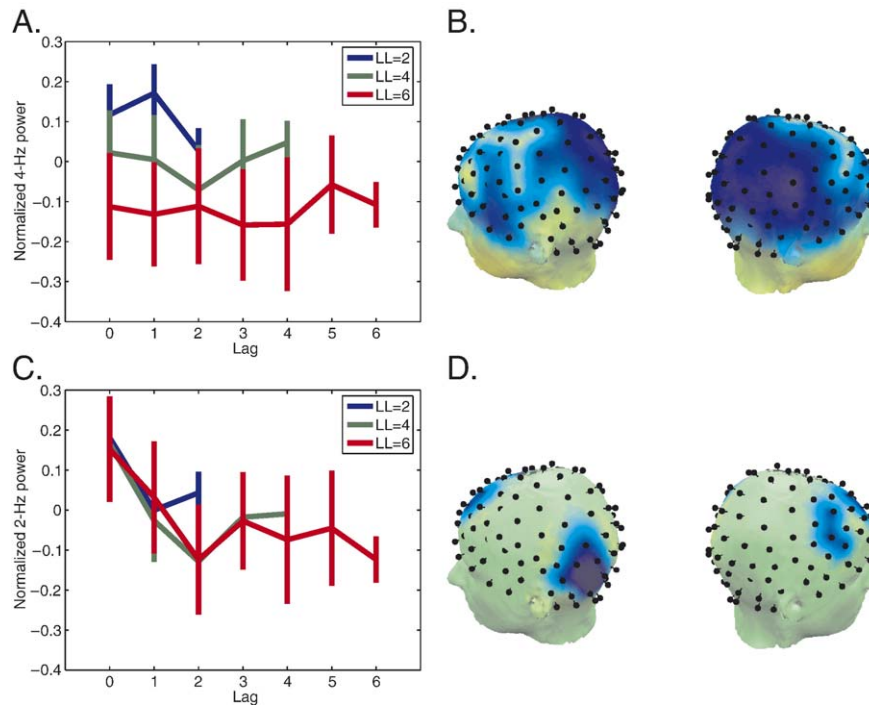 A.
B.
Normalized 4-Hz power
0.4
0.3
0.2
0.1
0
−0.1
−0.2
−0.3
−0.4
LL=2
LL=4
LL=6
0 1 2 3 4 5 6
Lag
C.
D.
Normalized 2-Hz power
0.3
0.2
0.1
0
−0.1
−0.2
−0.3
−0.4
LL=2
LL=4
LL=6
0 1 2 3 4 5 6
Lag